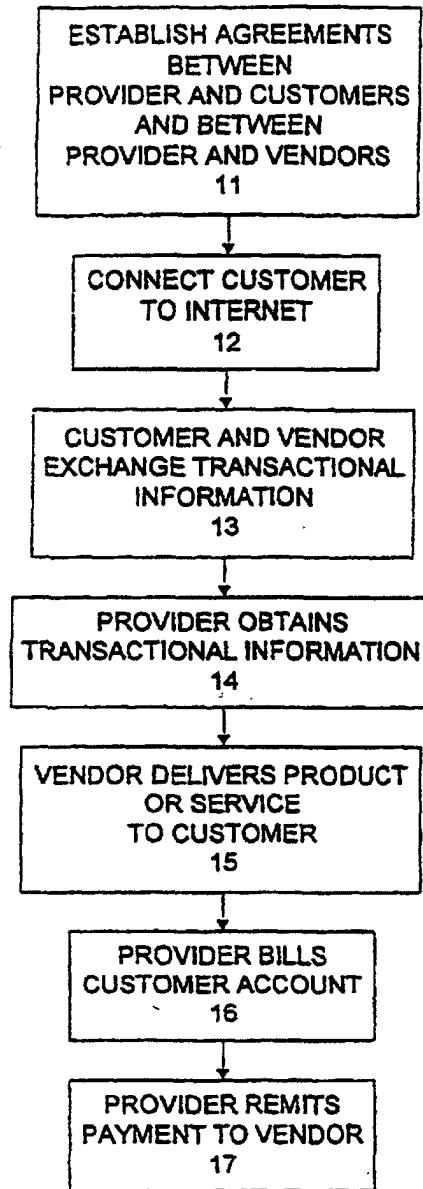 ESTABLISH AGREEMENTS
BETWEEN
PROVIDER AND CUSTOMERS
AND BETWEEN
PROVIDER AND VENDORS
11
CONNECT CUSTOMER
TO INTERNET
12
CUSTOMER AND VENDOR
EXCHANGE TRANSACTIONAL
INFORMATION
13
PROVIDER OBTAINS
TRANSACTIONAL INFORMATION
14
VENDOR DELIVERS PRODUCT
OR SERVICE
TO CUSTOMER
15
PROVIDER BILLS
CUSTOMER ACCOUNT
16
PROVIDER REMITS
PAYMENT TO VENDOR
17